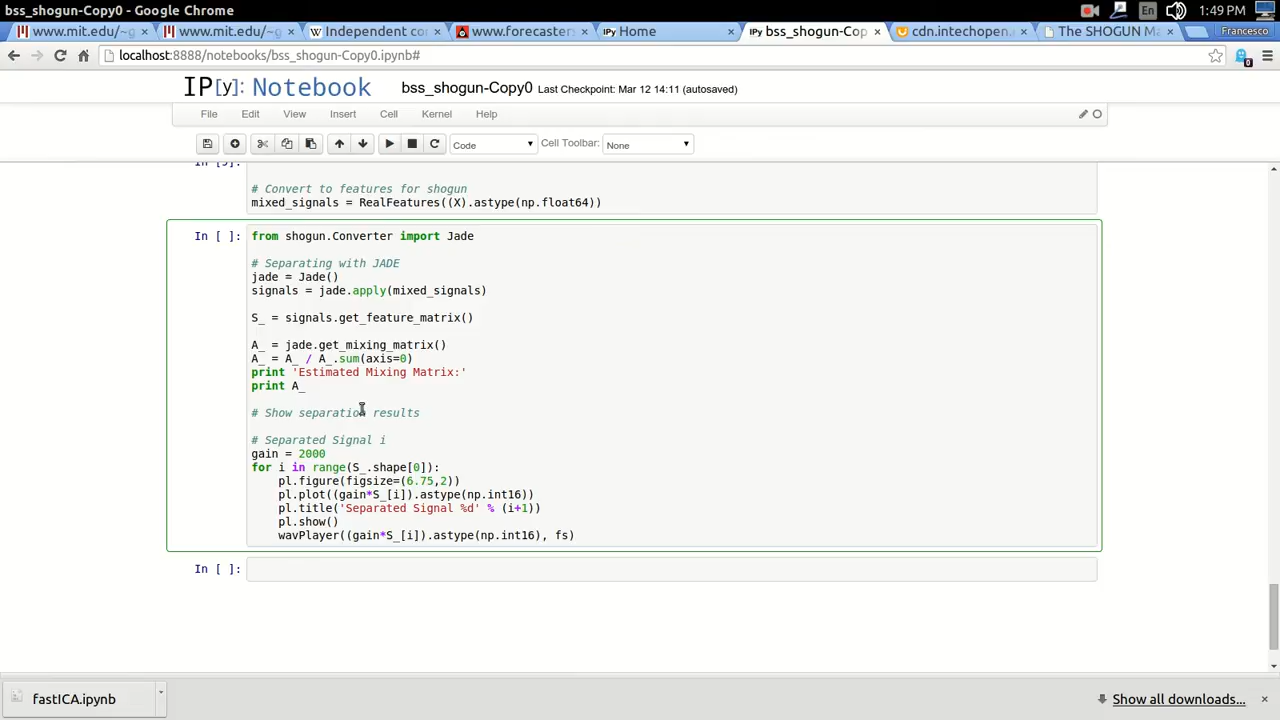 bss_shogun-Copy0 - Google Chrome
En
1:49 PM
www.mit.edu/~g
www.mit.edu/~g
Independent co
www.forecaster
IPy Home
IPy bss_shogun-Cop
cdn.intechopen.
The SHOGUN Ma
Francesco
localhost:8888/notebooks/bss_shogun-Copy0.ipynb#
0
IP[y]: Notebook
bss_shogun-Copy0 Last Checkpoint: Mar 12 14:11 (autosaved)
File Edit View Insert Cell Kernel Help
Code
Cell Toolbar:
None
# Convert to features for shogun
mixed_signals = RealFeatures((X).astype(np.float64))
In [ ]:
from shogun.Converter import Jade
# Separating with JADE
jade = Jade()
signals = jade.apply(mixed_signals)
S_ = signals.get_feature_matrix()
A_ = jade.get_mixing_matrix()
A_ = A_ / A_.sum(axis=0)
print 'Estimated Mixing Matrix:'
print A_
# Show separation results
# Separated Signal i
gain = 2000
for i in range(S_.shape[0]):
    pl.figure(figsize=(6.75,2))
    pl.plot((gain*S_[i]).astype(np.int16))
    pl.title('Separated Signal %d' % (i+1))
    pl.show()
    wavPlayer((gain*S_[i]).astype(np.int16), fs)
In [ ]:
fastICA.ipynb
Show all downloads...